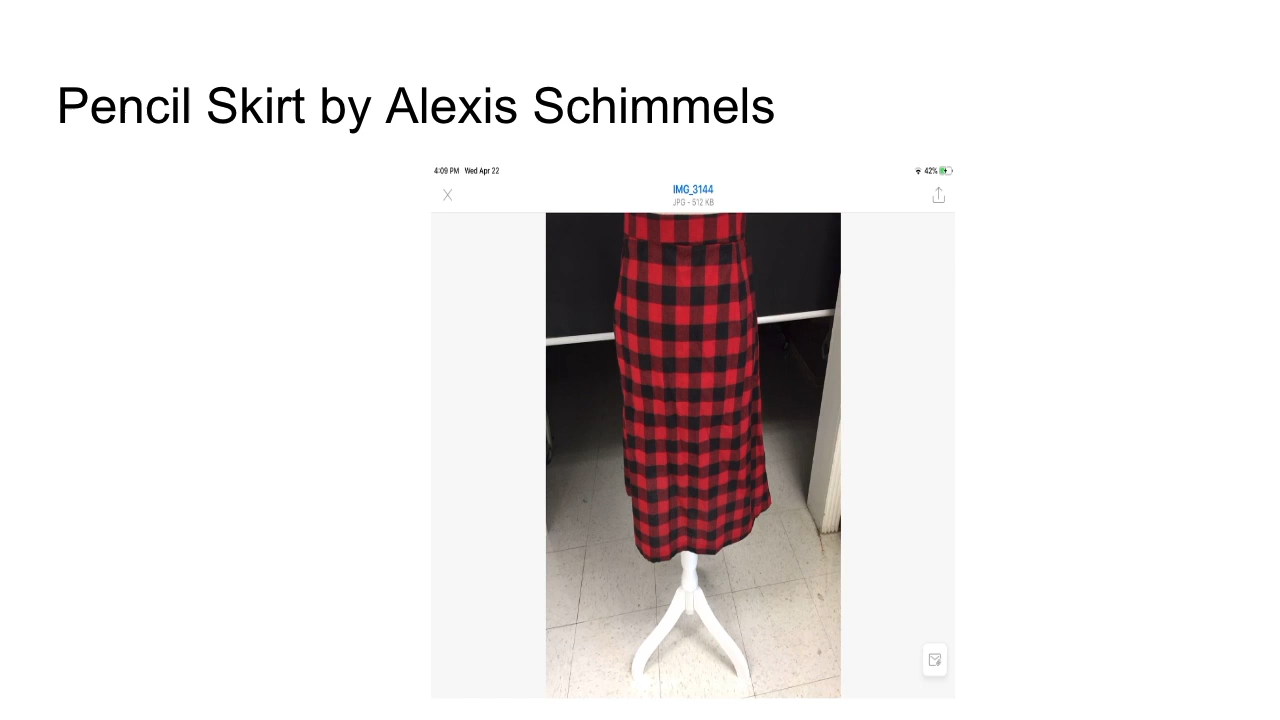 Pencil Skirt by Alexis Schimmels
4:09 PM Wed Apr 22
42%
X
IMG_3144
JPG - 512 KB